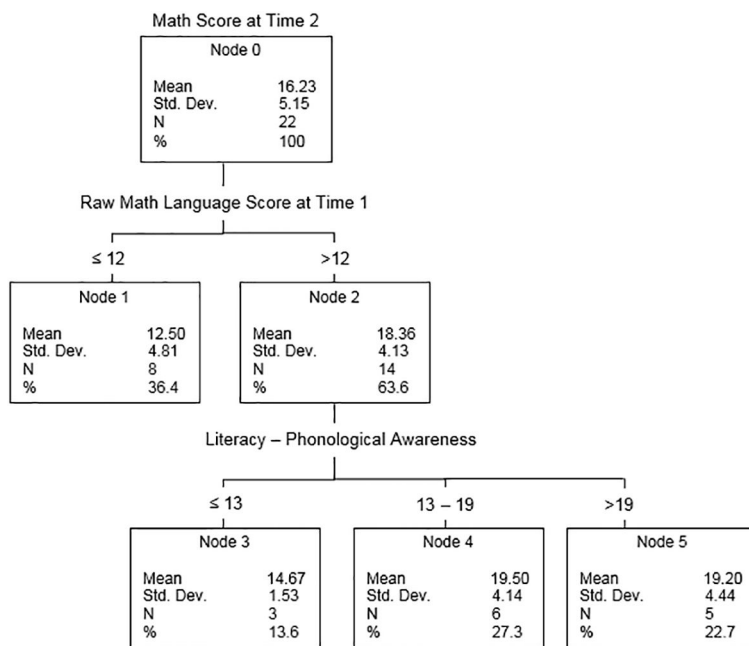 Math Score at Time 2
Node 0
Mean 16.23
Std. Dev. 5.15
N 22
% 100
Raw Math Language Score at Time 1
≤ 12 >12
Node 1
Mean 12.50
Std. Dev. 4.81
N 8
% 36.4
Node 2
Mean 18.36
Std. Dev. 4.13
N 14
% 63.6
Literacy – Phonological Awareness
≤ 13 13 – 19 >19
Node 3
Mean 14.67
Std. Dev. 1.53
N 3
% 13.6
Node 4
Mean 19.50
Std. Dev. 4.14
N 6
% 27.3
Node 5
Mean 19.20
Std. Dev. 4.44
N 5
% 22.7